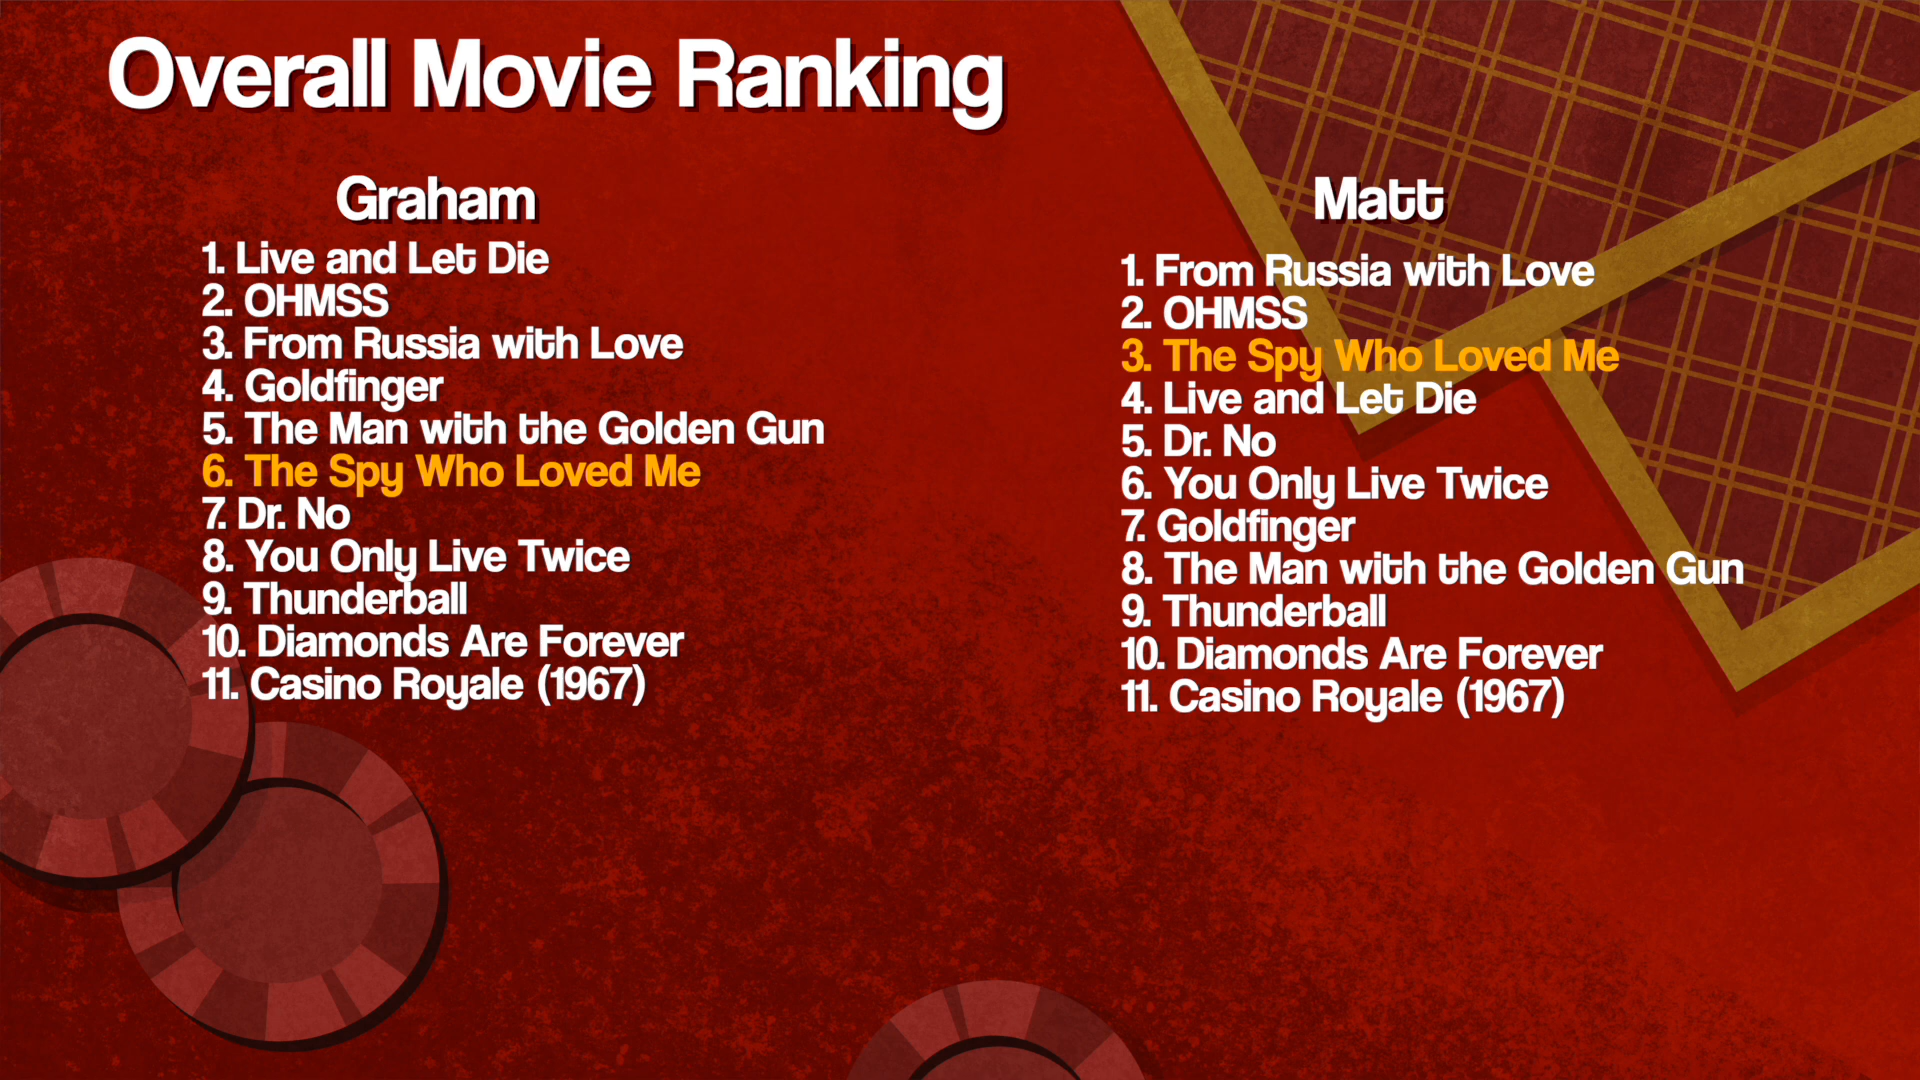 Overall Movie Ranking
Graham
1. Live and Let Die
2. OHMSS
3. From Russia with Love
4. Goldfinger
5. The Man with the Golden Gun
6. The Spy Who Loved Me
7. Dr. No
8. You Only Live Twice
9. Thunderball
10. Diamonds Are Forever
11. Casino Royale (1967)
Matt
1. From Russia with Love
2. OHMSS
3. The Spy Who Loved Me
4. Live and Let Die
5. Dr. No
6. You Only Live Twice
7. Goldfinger
8. The Man with the Golden Gun
9. Thunderball
10. Diamonds Are Forever
11. Casino Royale (1967)